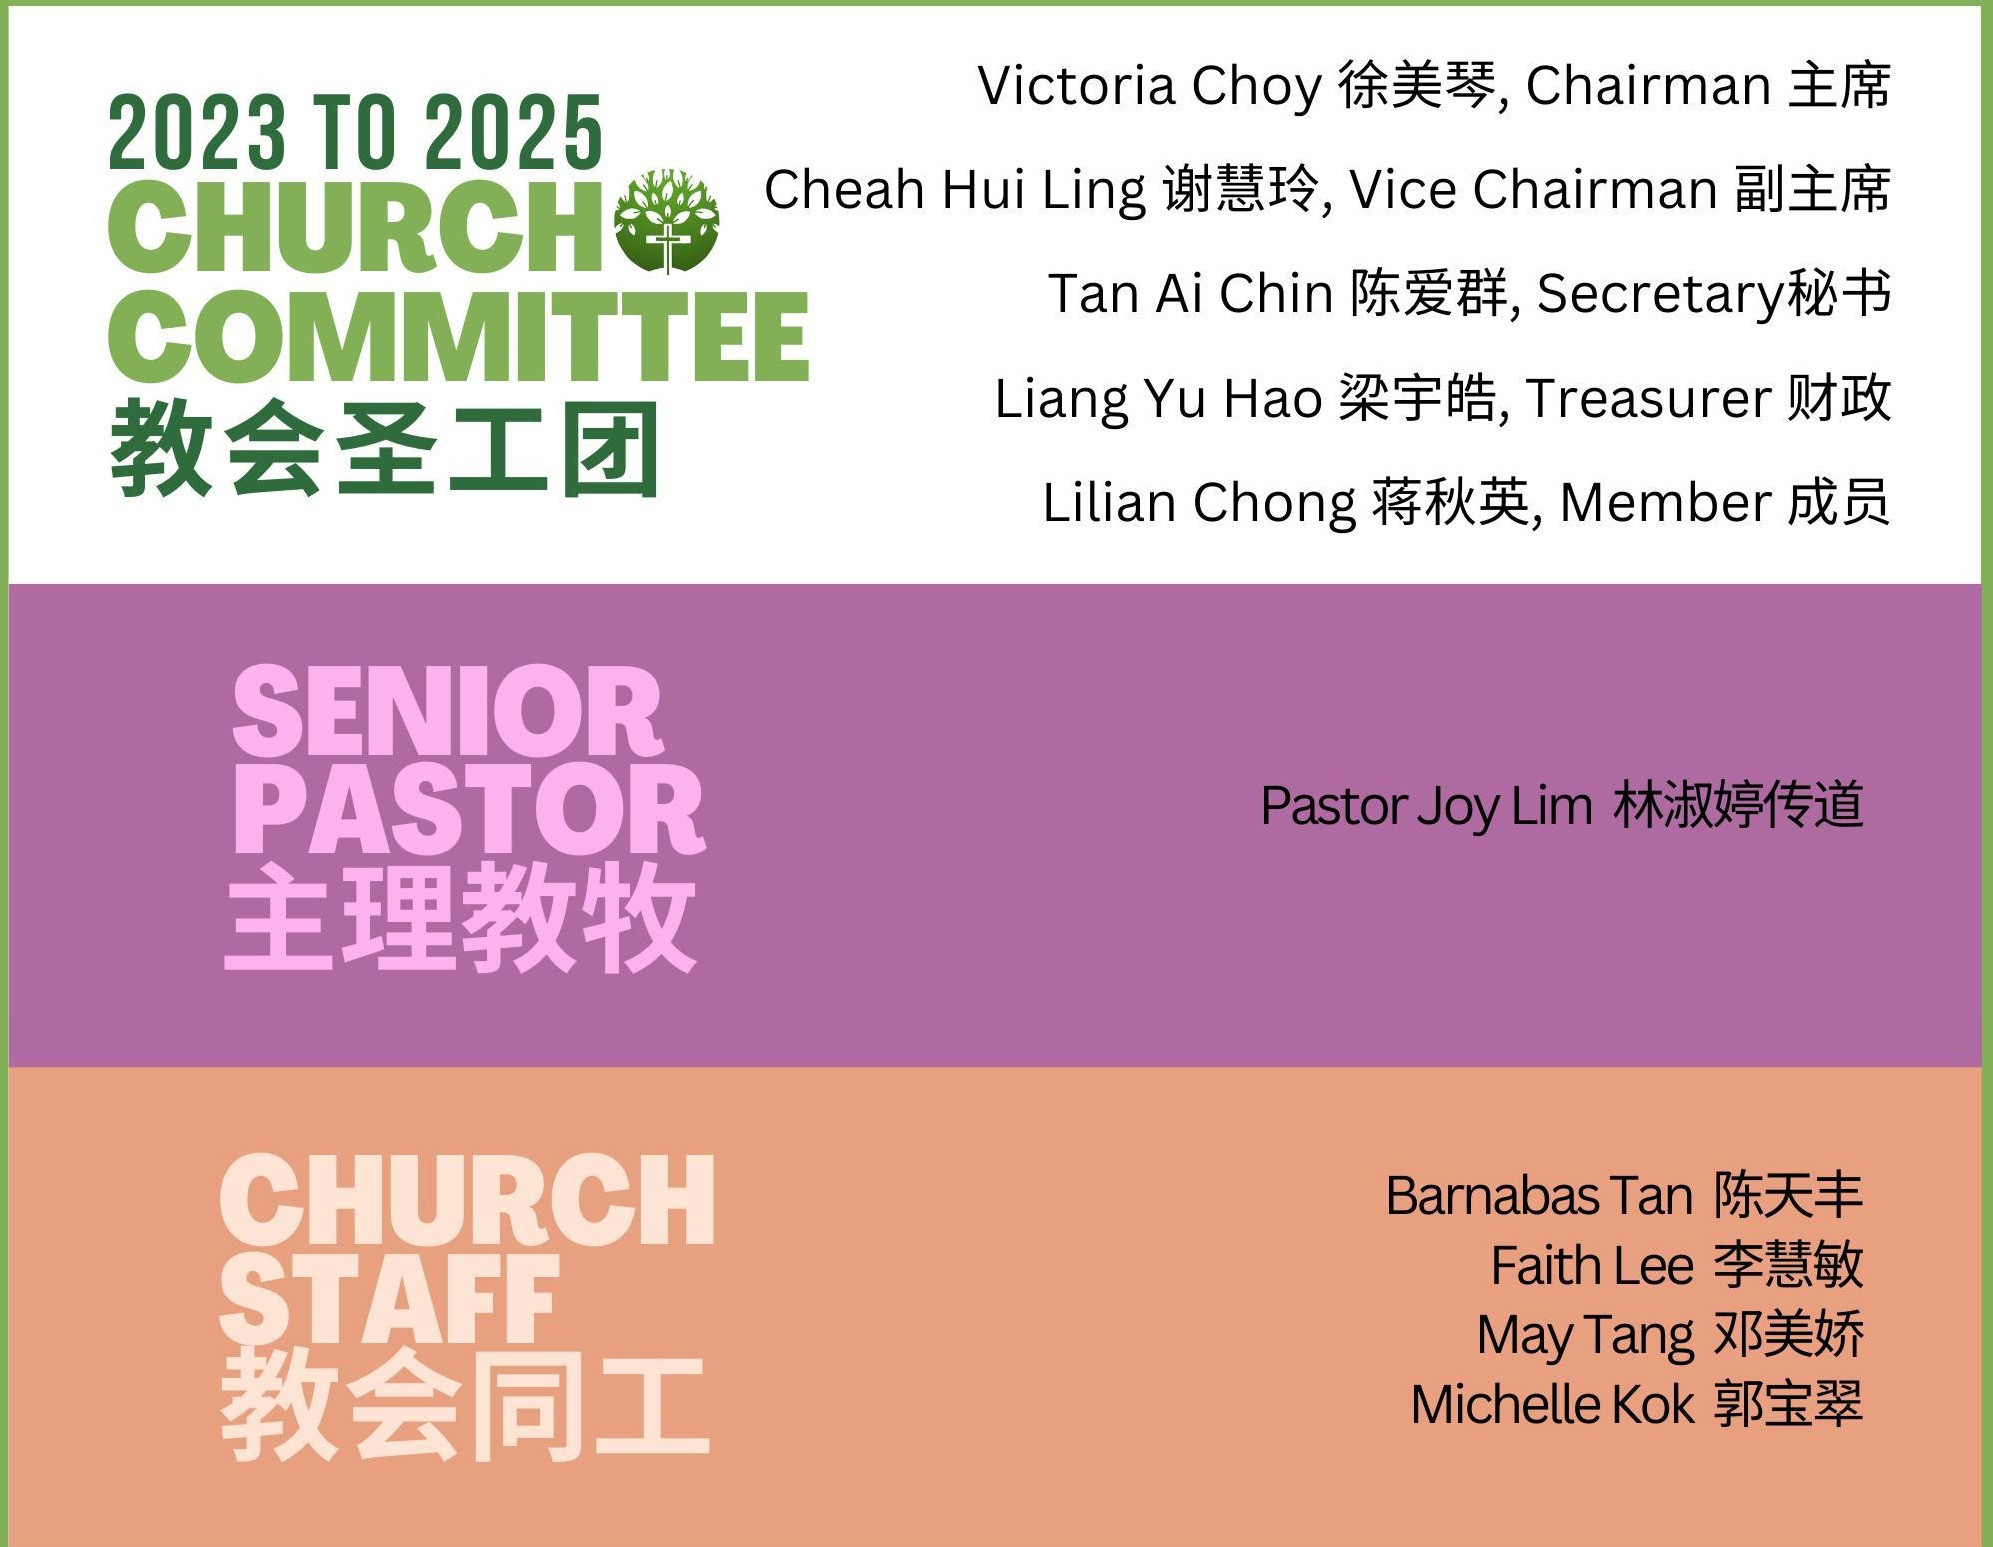 2023 TO 2025
CHURCH
COMMITTEE
教会圣工团
Victoria Choy 徐美琴, Chairman 主席
Cheah Hui Ling 谢慧玲, Vice Chairman 副主席
Tan Ai Chin 陈爱群, Secretary秘书
Liang Yu Hao 梁宇皓, Treasurer 财政
Lilian Chong 蒋秋英, Member 成员
SENIOR
PASTOR
主理教牧
Pastor Joy Lim 林淑婷传道
CHURCH
STAFF
教会同工
Barnabas Tan 陈天丰
Faith Lee 李慧敏
May Tang 邓美娇
Michelle Kok 郭宝翠